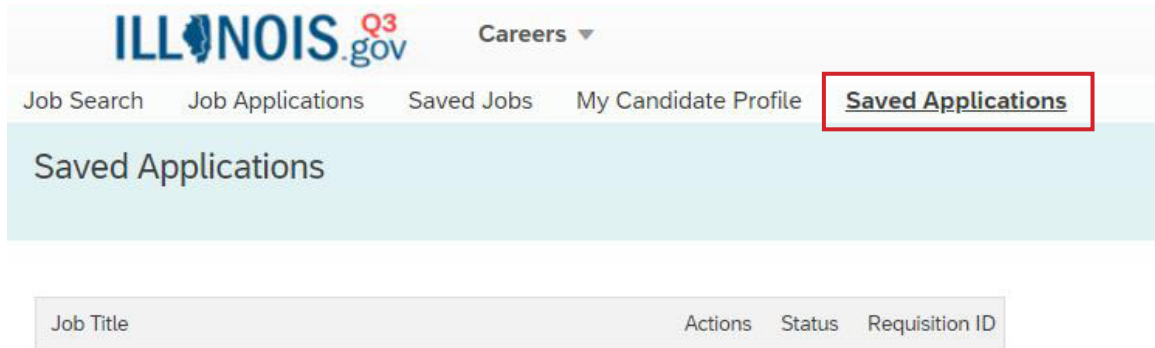 ILLINOIS.gov Q3 Careers
Job Search Job Applications Saved Jobs My Candidate Profile Saved Applications
Saved Applications
Job Title Actions Status Requisition ID